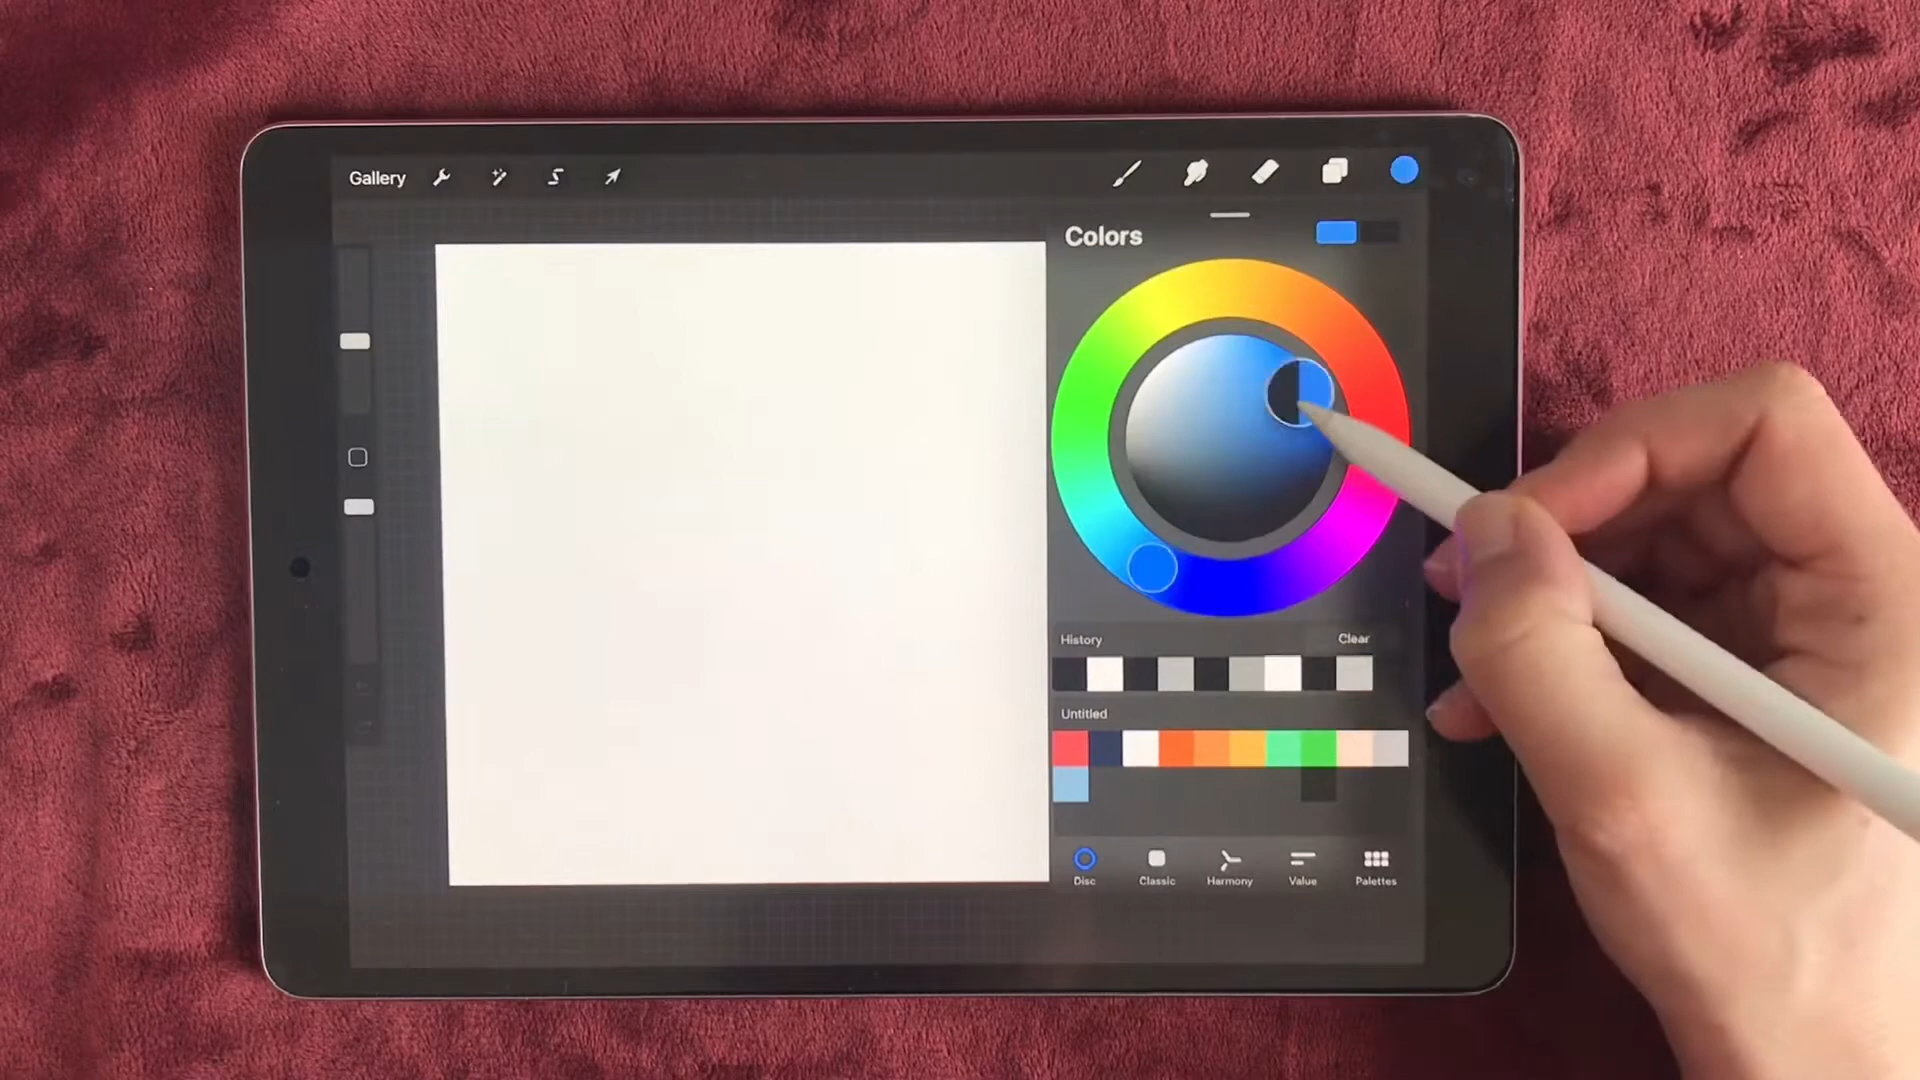 Gallery
Colors
History
Clear
Untitled
Disc
Classic
Harmony
Value
Palettes